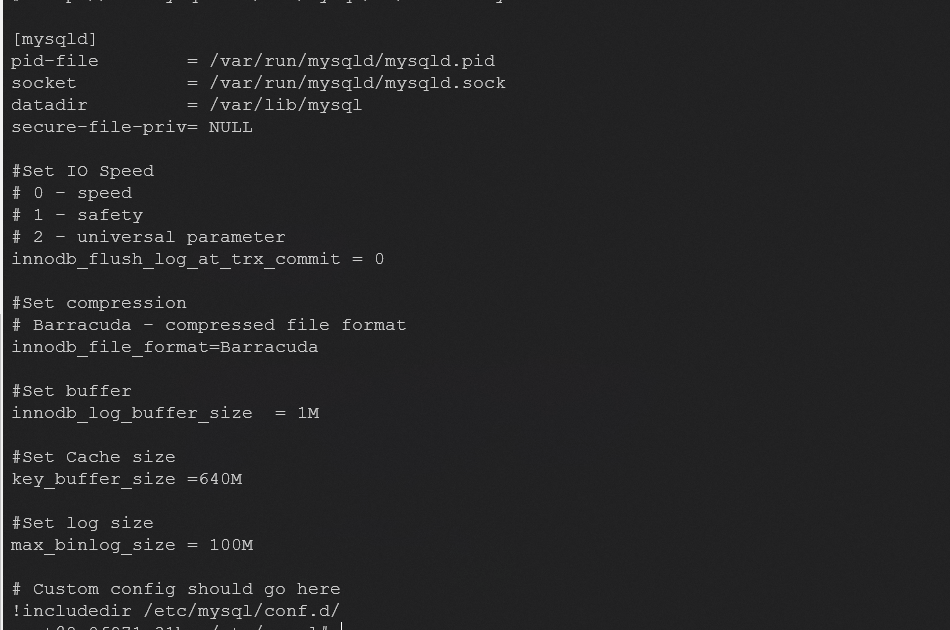 [mysqld]
pid-file        = /var/run/mysqld/mysqld.pid
socket          = /var/run/mysqld/mysqld.sock
datadir         = /var/lib/mysql
secure-file-priv= NULL
#Set IO Speed
# 0 - speed
# 1 - safety
# 2 - universal parameter
innodb_flush_log_at_trx_commit = 0
#Set compression
# Barracuda - compressed file format
innodb_file_format=Barracuda
#Set buffer
innodb_log_buffer_size  = 1M
#Set Cache size
key_buffer_size =640M
#Set log size
max_binlog_size = 100M
# Custom config should go here
!includedir /etc/mysql/conf.d/